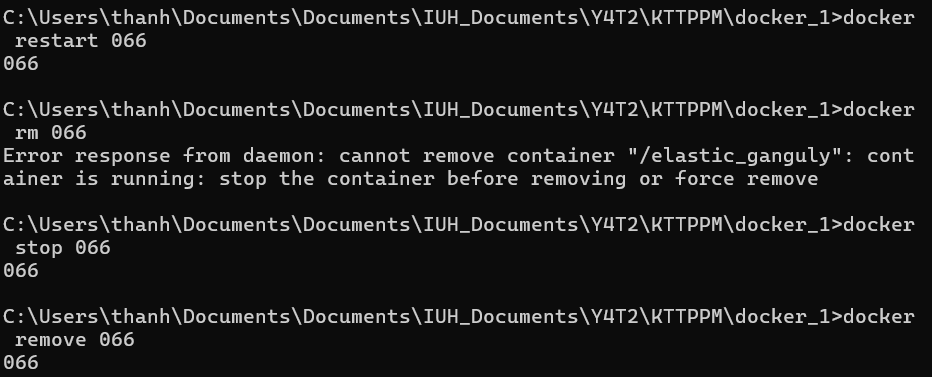 C:\Users\thanh\Documents\Documents\IUH_Documents\Y4T2\KTTPPM\docker_1>docker
 restart 066
066
C:\Users\thanh\Documents\Documents\IUH_Documents\Y4T2\KTTPPM\docker_1>docker
 rm 066
Error response from daemon: cannot remove container "/elastic_ganguly": cont
ainer is running: stop the container before removing or force remove
C:\Users\thanh\Documents\Documents\IUH_Documents\Y4T2\KTTPPM\docker_1>docker
 stop 066
066
C:\Users\thanh\Documents\Documents\IUH_Documents\Y4T2\KTTPPM\docker_1>docker
 remove 066
066